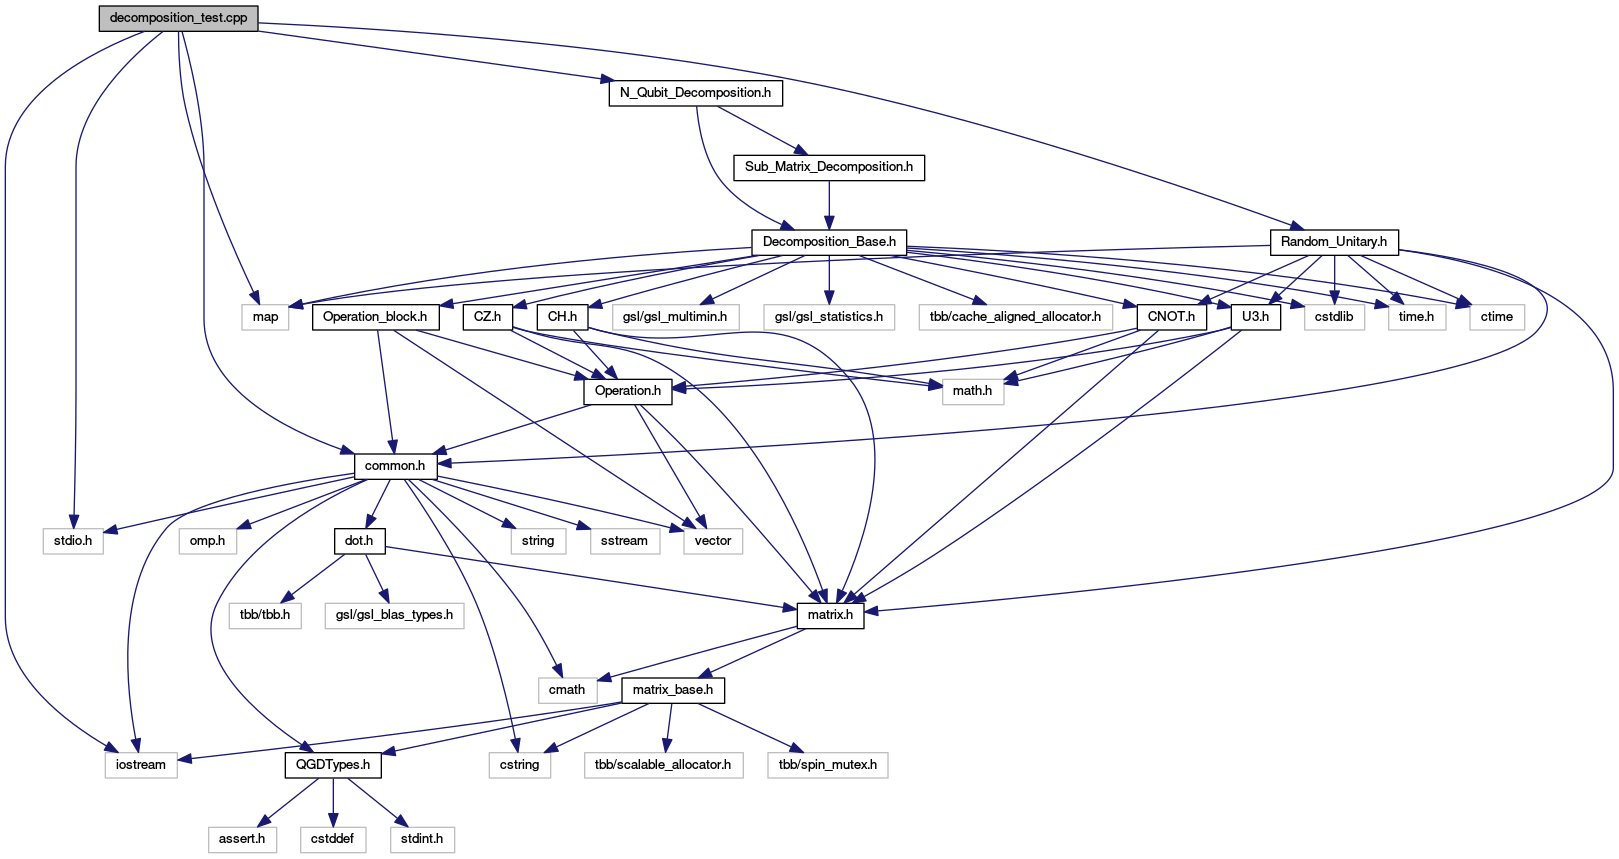 decomposition_test.cpp
N_Qubit_Decomposition.h
Sub_Matrix_Decomposition.h
Decomposition_Base.h
Random_Unitary.h
map
Operation_block.h
CZ.h
CH.h
gsl/gsl_multimin.h
gsl/gsl_statistics.h
tbb/cache_aligned_allocator.h
CNOT.h
U3.h
cstdlib
time.h
ctime
Operation.h
math.h
common.h
stdio.h
omp.h
dot.h
string
sstream
vector
tbb/tbb.h
gsl/gsl_blas_types.h
matrix.h
cmath
matrix_base.h
iostream
QGDTypes.h
cstring
tbb/scalable_allocator.h
tbb/spin_mutex.h
assert.h
cstddef
stdint.h